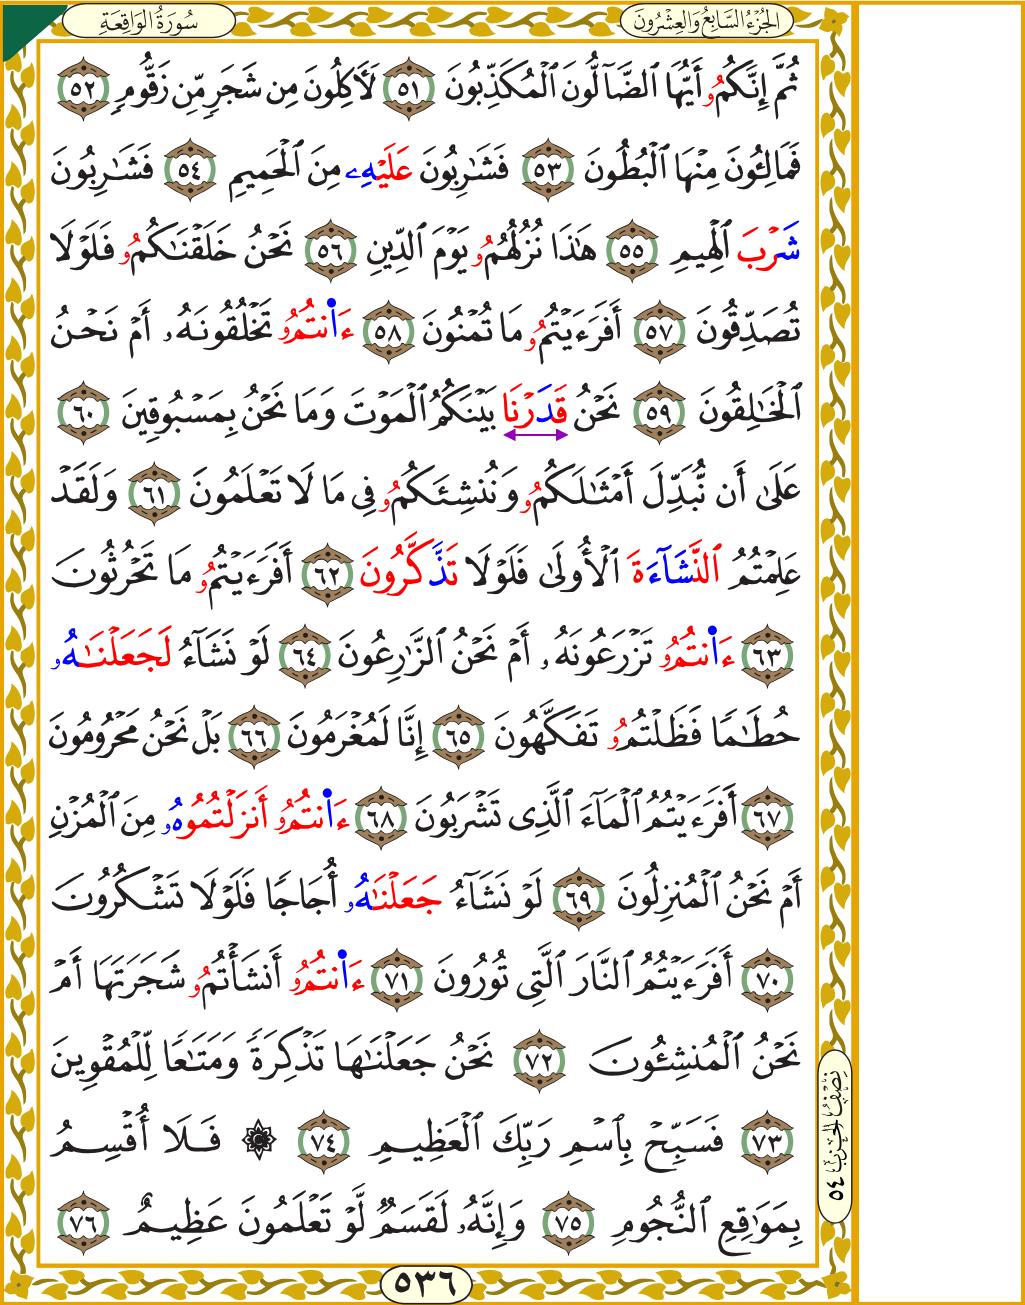 سُورَةُ الوَاقِعَةِ
الجُزْءُ السَّابِعُ وَالعِشْرُونَ
ثُمَّ إِنَّكُمُۥ أَيُّهَا ٱلضَّآلُّونَ ٱلْمُكَذِّبُونَ ٥١ لَأٓكِلُونَ مِن شَجَرٍ مِّن زَقُّومٍ ٥٢
فَمَالِـُٔونَ مِنْهَا ٱلْبُطُونَ ٥٣ فَشَـٰرِبُونَ عَلَيْهِۦ مِنَ ٱلْحَمِيمِ ٥٤ فَشَـٰرِبُونَ
شَرْبَ ٱلْهِيمِ ٥٥ هَـٰذَا نُزُلُهُمُۥ يَوْمَ ٱلدِّينِ ٥٦ نَحْنُ خَلَقْنَـٰكُمُۥ فَلَوْلَا
تُصَدِّقُونَ ٥٧ أَفَرَءَيْتُمُۥ مَا تُمْنُونَ ٥٨ ءَا۬نتُمُۥ تَخْلُقُونَهُۥ أَمْ نَحْنُ
ٱلْخَـٰلِقُونَ ٥٩ نَحْنُ قَدَرْنَا بَيْنَكُمُ ٱلْمَوْتَ وَمَا نَحْنُ بِمَسْبُوقِينَ ٦٠
عَلَىٰ أَن نُّبَدِّلَ أَمْثَـٰلَكُمُۥ وَنُنشِئَكُمُۥ فِى مَا لَا تَعْلَمُونَ ٦١ وَلَقَدْ
عَلِمْتُمُ ٱلنَّشَآءَةَ ٱلْأُولَىٰ فَلَوْلَا تَذَّكَّرُونَ ٦٢ أَفَرَءَيْتُمُۥ مَا تَحْرُثُونَ
٦٣ ءَا۬نتُمُۥ تَزْرَعُونَهُۥ أَمْ نَحْنُ ٱلزَّٰرِعُونَ ٦٤ لَوْ نَشَآءُ لَجَعَلْنَـٰهُۥ
حُطَـٰمًا فَظَلْتُمُۥ تَفَكَّهُونَ ٦٥ إِنَّا لَمُغْرَمُونَ ٦٦ بَلْ نَحْنُ مَحْرُومُونَ
٦٧ أَفَرَءَيْتُمُ ٱلْمَآءَ ٱلَّذِى تَشْرَبُونَ ٦٨ ءَا۬نتُمُۥ أَنزَلْتُمُوهُۥ مِنَ ٱلْمُزْنِ
أَمْ نَحْنُ ٱلْمُنزِلُونَ ٦٩ لَوْ نَشَآءُ جَعَلْنَـٰهُۥ أُجَاجًا فَلَوْلَا تَشْكُرُونَ
٧٠ أَفَرَءَيْتُمُ ٱلنَّارَ ٱلَّتِى تُورُونَ ٧١ ءَا۬نتُمُۥ أَنشَأْتُمُۥ شَجَرَتَهَا أَمْ
نَحْنُ ٱلْمُنشِـُٔونَ ٧٢ نَحْنُ جَعَلْنَـٰهَا تَذْكِرَةً وَمَتَـٰعًا لِّلْمُقْوِينَ
٧٣ فَسَبِّحْ بِٱسْمِ رَبِّكَ ٱلْعَظِيمِ ٧٤ ۞ فَلَا أُقْسِمُ
بِمَوَٰقِعِ ٱلنُّجُومِ ٧٥ وَإِنَّهُۥ لَقَسَمٌ لَّوْ تَعْلَمُونَ عَظِيمٌ ٧٦
نِصْفُ الحِزْبِ ٥٤
٥٣٦